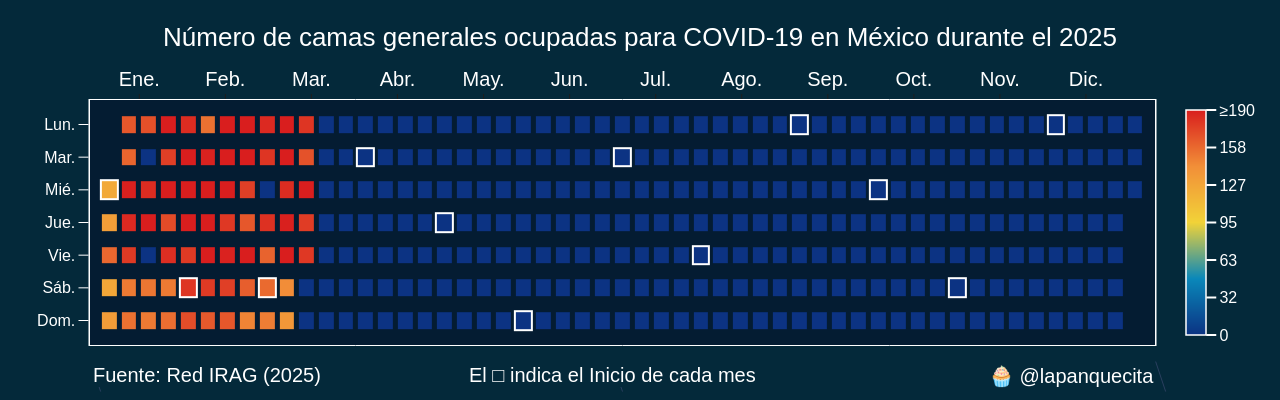 Número de camas generales ocupadas para COVID-19 en México durante el 2025
Ene. Feb. Mar. Abr. May. Jun. Jul. Ago. Sep. Oct. Nov. Dic.
Lun.
Mar.
Mié.
Jue.
Vie.
Sáb.
Dom.
≥190
158
127
95
63
32
0
Fuente: Red IRAG (2025)
El □ indica el Inicio de cada mes
🧁 @lapanquecita